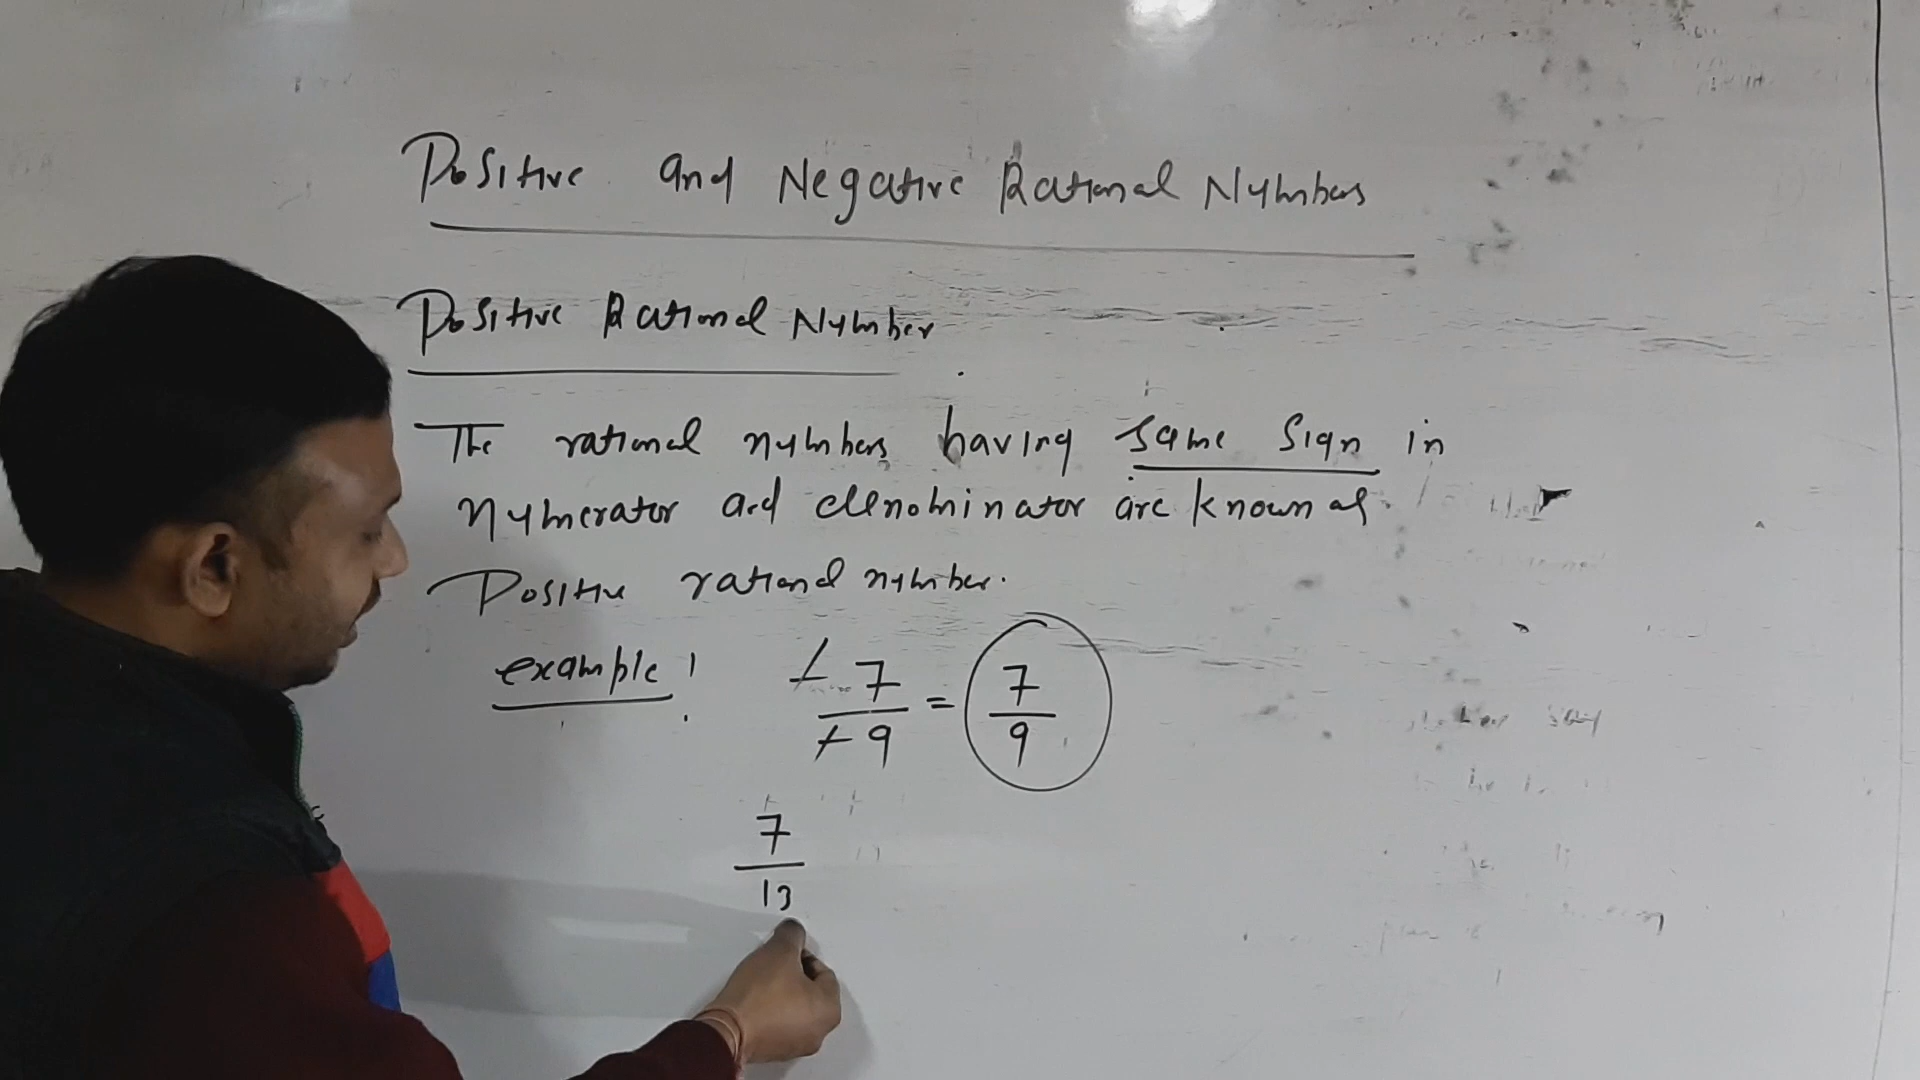 Positive and Negative Rational Numbers
Positive Rational Number
The rational numbers having same sign in
numerator and denominator are known as
Positive rational number.
example: -7/-9 = 7/9
7/13